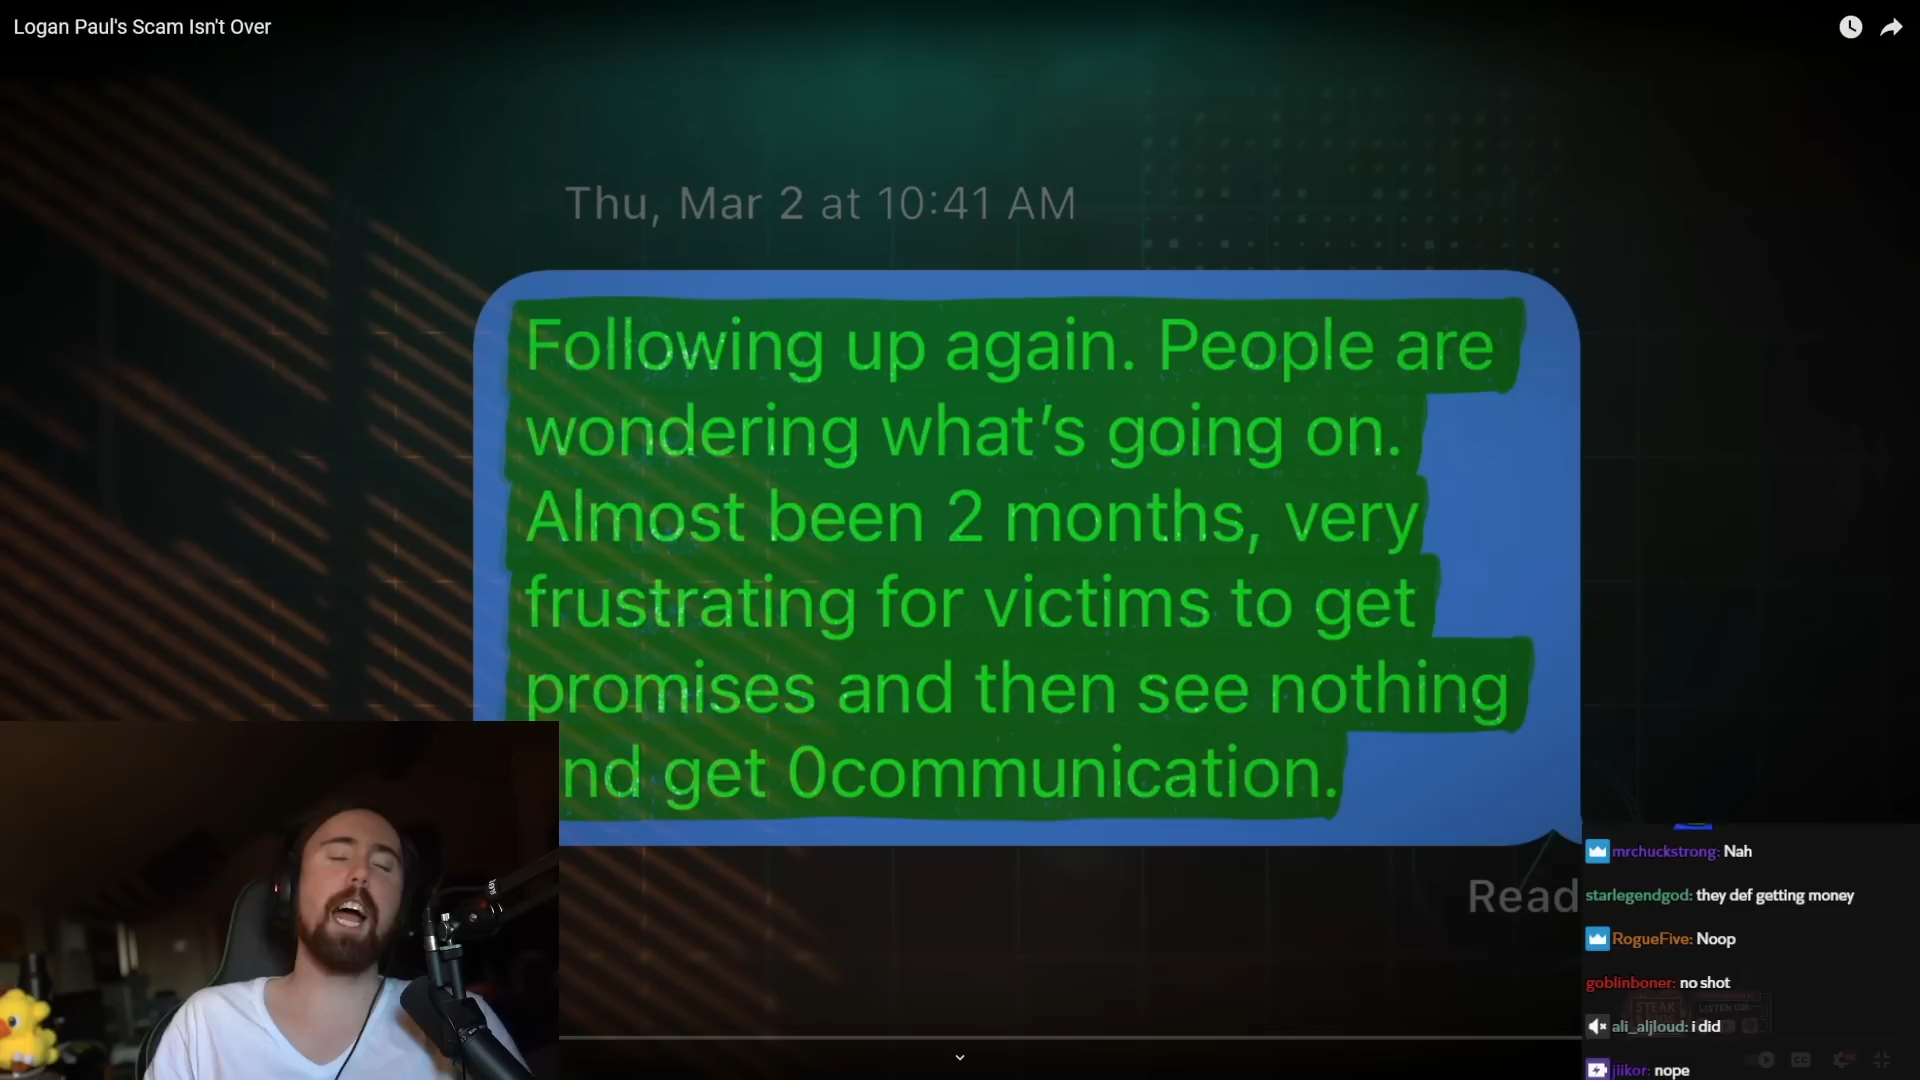 Logan Paul's Scam Isn't Over
Thu, Mar 2 at 10:41 AM
Following up again. People are
wondering what's going on.
Almost been 2 months, very
frustrating for victims to get
promises and then see nothing
nd get 0communication.
Read
mrchuckstrong: Nah
starlegendgod: they def getting money
RogueFive: Noop
goblinboner: no shot
STEAK
ali_aljloud: i did
jiikor: nope